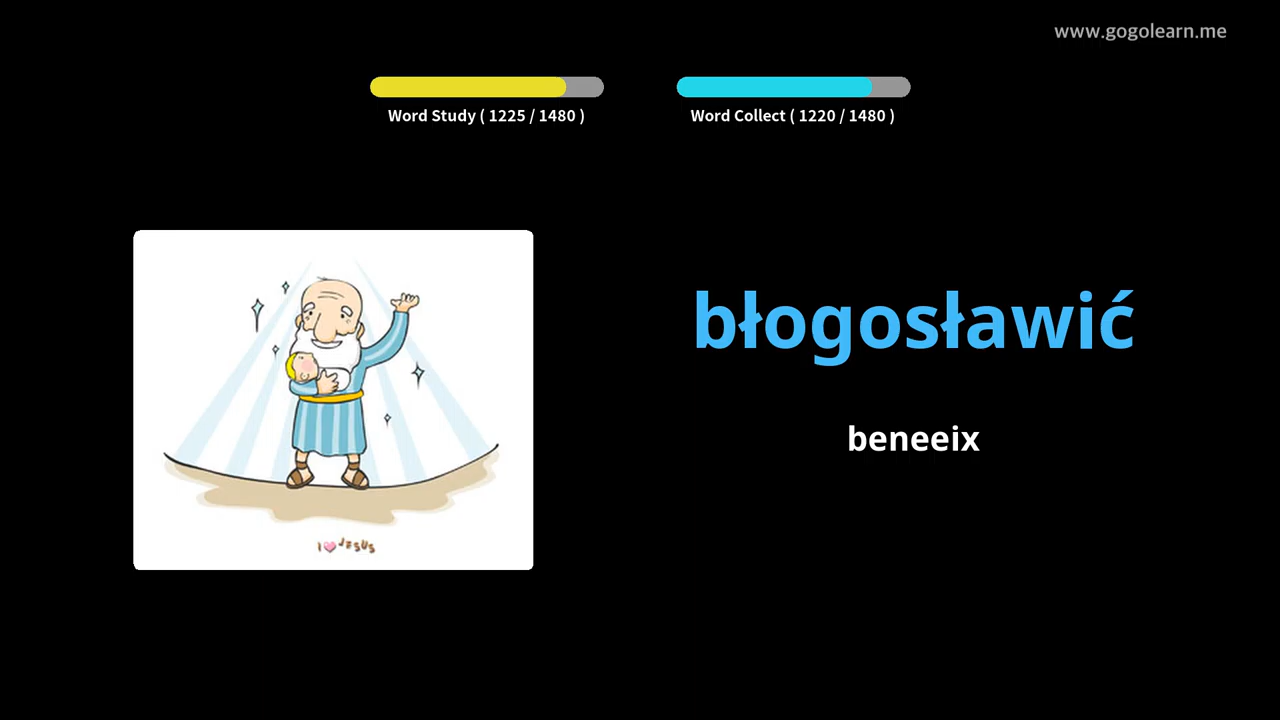 www.gogolearn.me
Word Study ( 1225 / 1480 )
Word Collect ( 1220 / 1480 )
błogosławić
beneeix
I JESUS